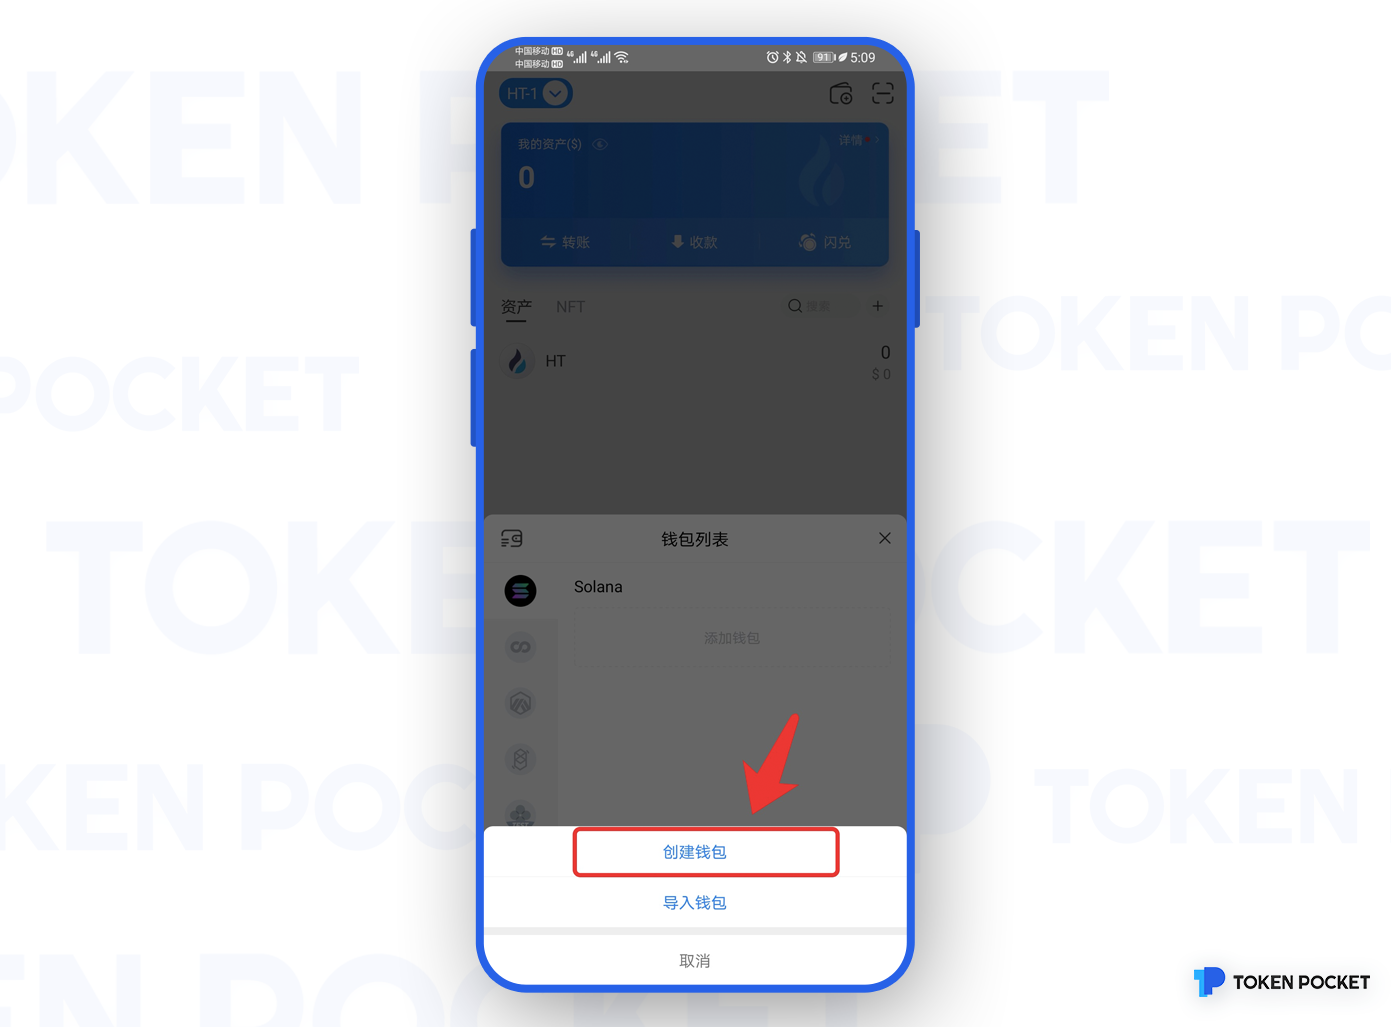 中国移动 HD 4G 4G 91 5:09
中国移动 HD
HT-1
我的资产($) 详情
0
转账 收款 闪兑
资产 NFT 搜索
HT 0
$ 0
钱包列表
Solana
添加钱包
创建钱包
导入钱包
取消
TOKEN POCKET